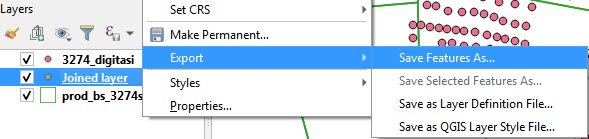 Layers
3274_digitasi
Joined layer
prod_bs_3274s
Set CRS
Make Permanent...
Export
Styles
Properties...
Save Features As...
Save Selected Features As...
Save as Layer Definition File...
Save as QGIS Layer Style File...